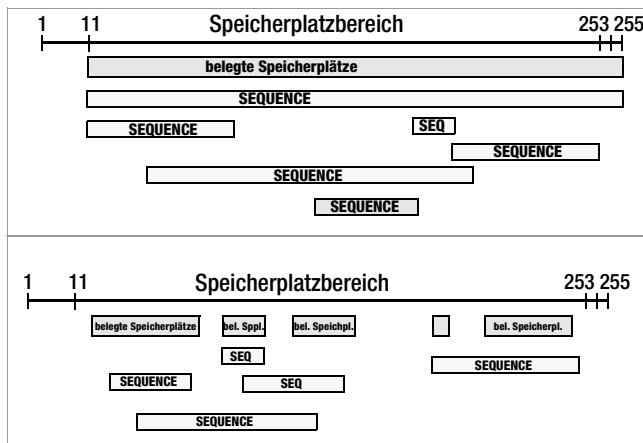 1 11 Speicherplatzbereich 253 255
belegte Speicherplätze
SEQUENCE
SEQUENCE SEQ
SEQUENCE
SEQUENCE
SEQUENCE
1 11 Speicherplatzbereich 253 255
belegte Speicherplätze bel. Sppl. bel. Speichpl. bel. Speicherpl.
SEQ
SEQUENCE
SEQUENCE SEQ
SEQUENCE